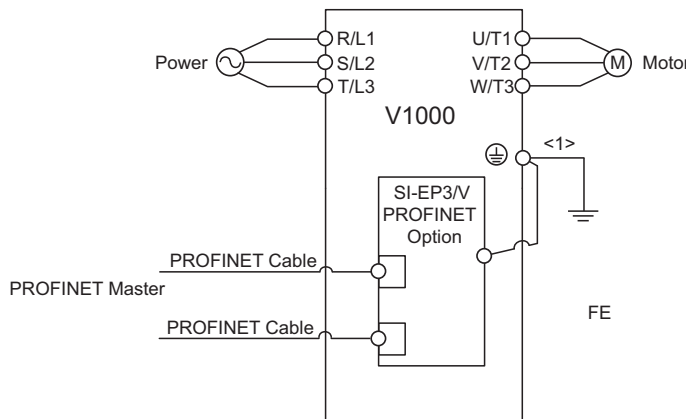 R/L1
U/T1
Power
S/L2
V/T2
M
Motor
T/L3
W/T3
V1000
<1>
SI-EP3/V
PROFINET
Option
PROFINET Cable
PROFINET Master
PROFINET Cable
FE